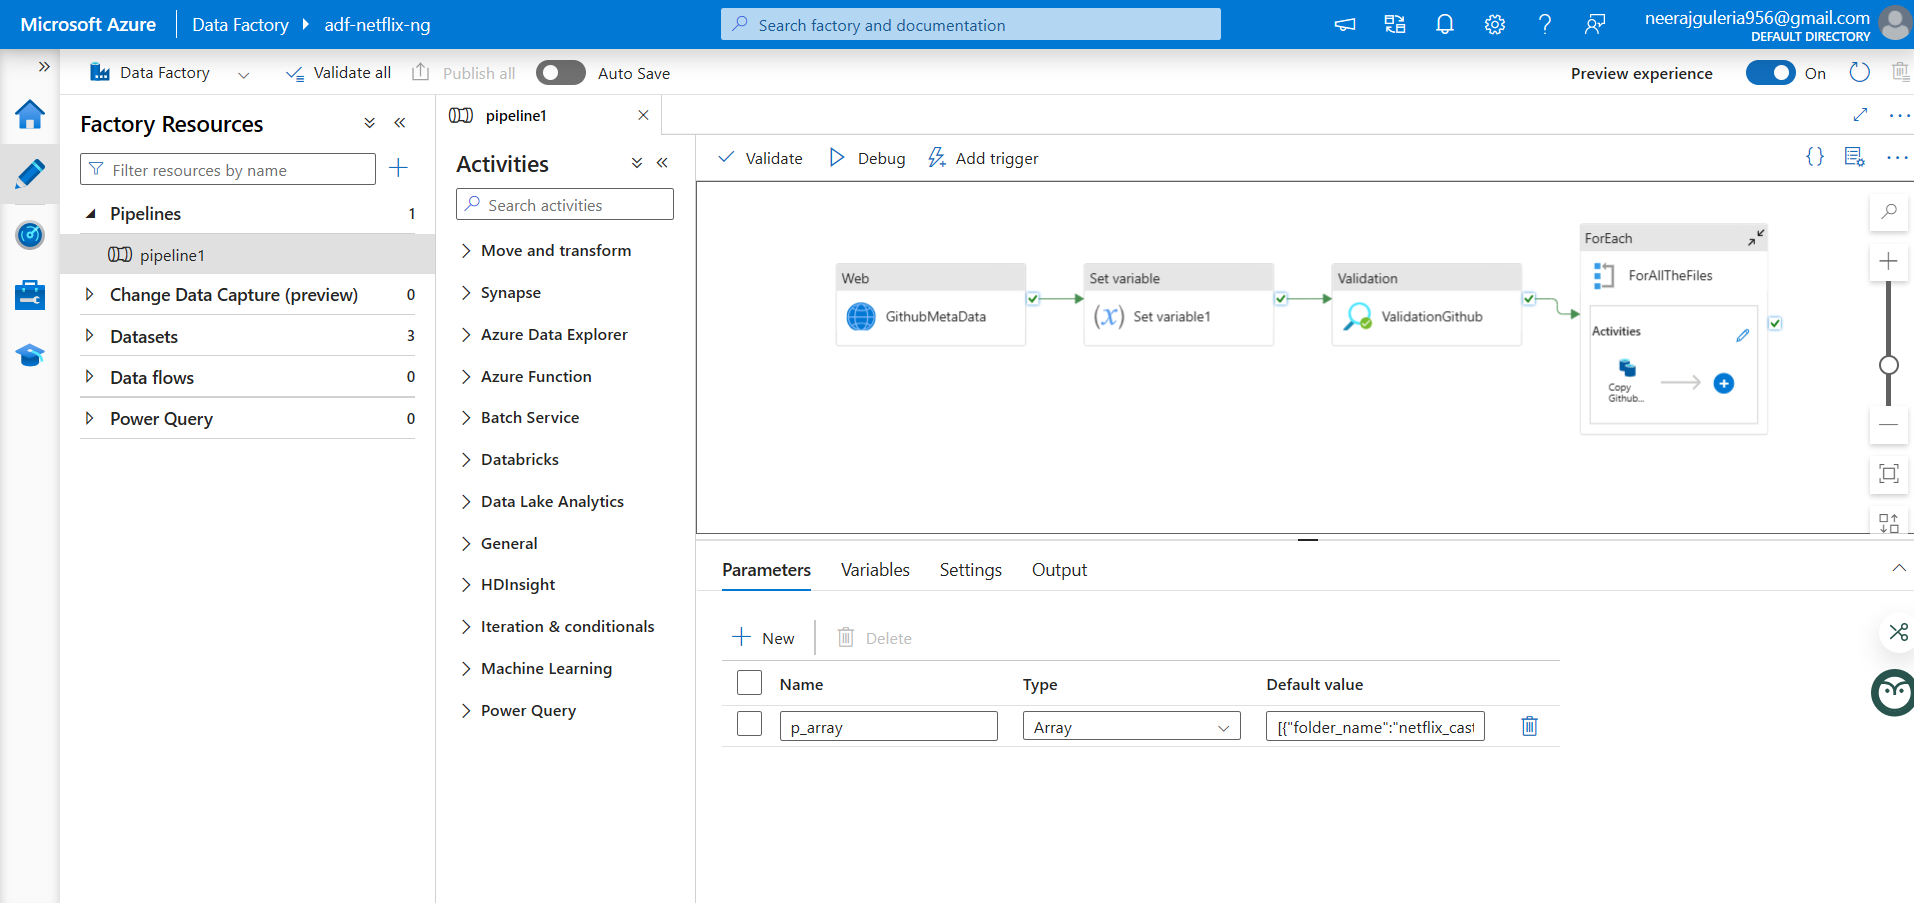 Microsoft Azure
Data Factory
adf-netflix-ng
Search factory and documentation
neerajguleria956@gmail.com
DEFAULT DIRECTORY
Data Factory
Validate all
Publish all
Auto Save
Preview experience
On
Factory Resources
Filter resources by name
Pipelines 1
pipeline1
Change Data Capture (preview) 0
Datasets 3
Data flows 0
Power Query 0
pipeline1
Activities
Search activities
Move and transform
Synapse
Azure Data Explorer
Azure Function
Batch Service
Databricks
Data Lake Analytics
General
HDInsight
Iteration & conditionals
Machine Learning
Power Query
Validate
Debug
Add trigger
Web
GithubMetaData
Set variable
(x) Set variable1
Validation
ValidationGithub
ForEach
ForAllTheFiles
Activities
Copy
Github...
Parameters
Variables
Settings
Output
New
Delete
Name Type Default value
p_array Array [{"folder_name":"netflix_cast